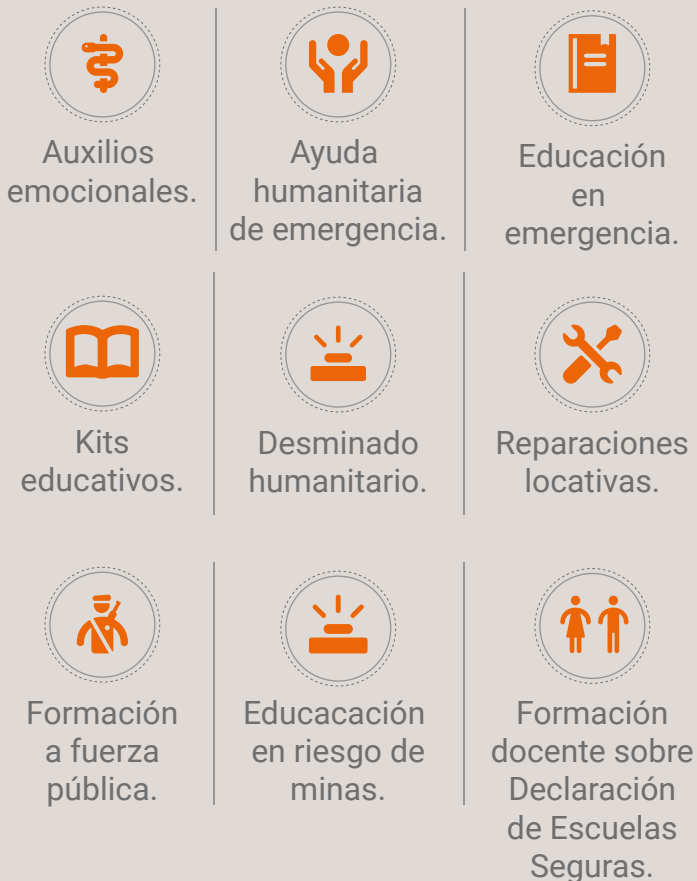 Auxilios
emocionales.
Ayuda
humanitaria
de emergencia.
Educación
en
emergencia.
Kits
educativos.
Desminado
humanitario.
Reparaciones
locativas.
Formación
a fuerza
pública.
Educacación
en riesgo de
minas.
Formación
docente sobre
Declaración
de Escuelas
Seguras.